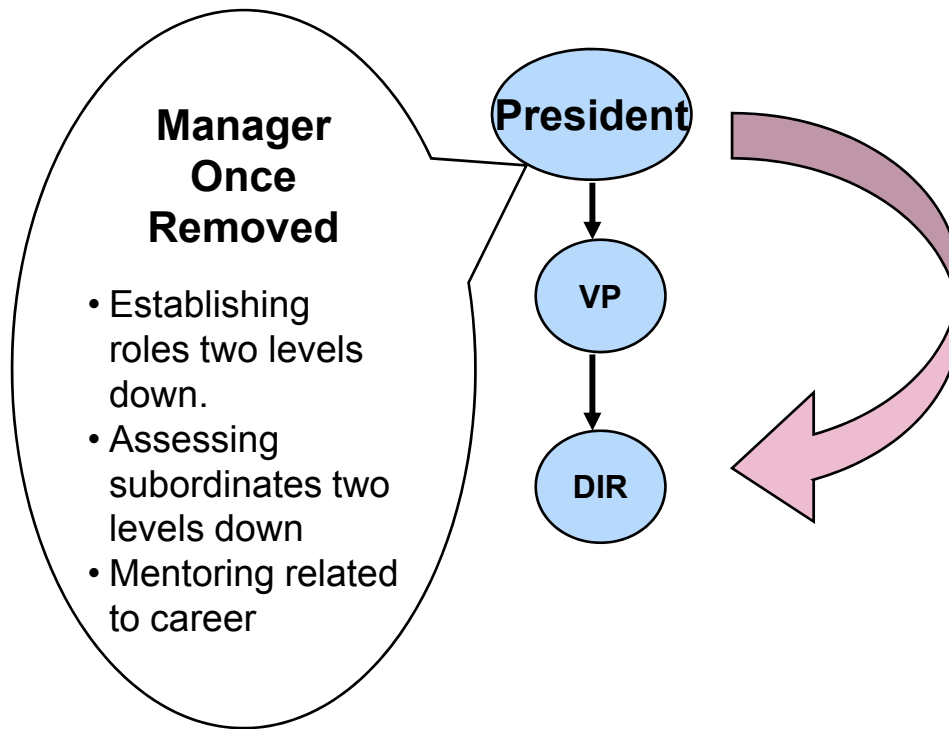 Manager
Once
Removed
• Establishing
roles two levels
down.
• Assessing
subordinates two
levels down
• Mentoring related
to career
President
VP
DIR